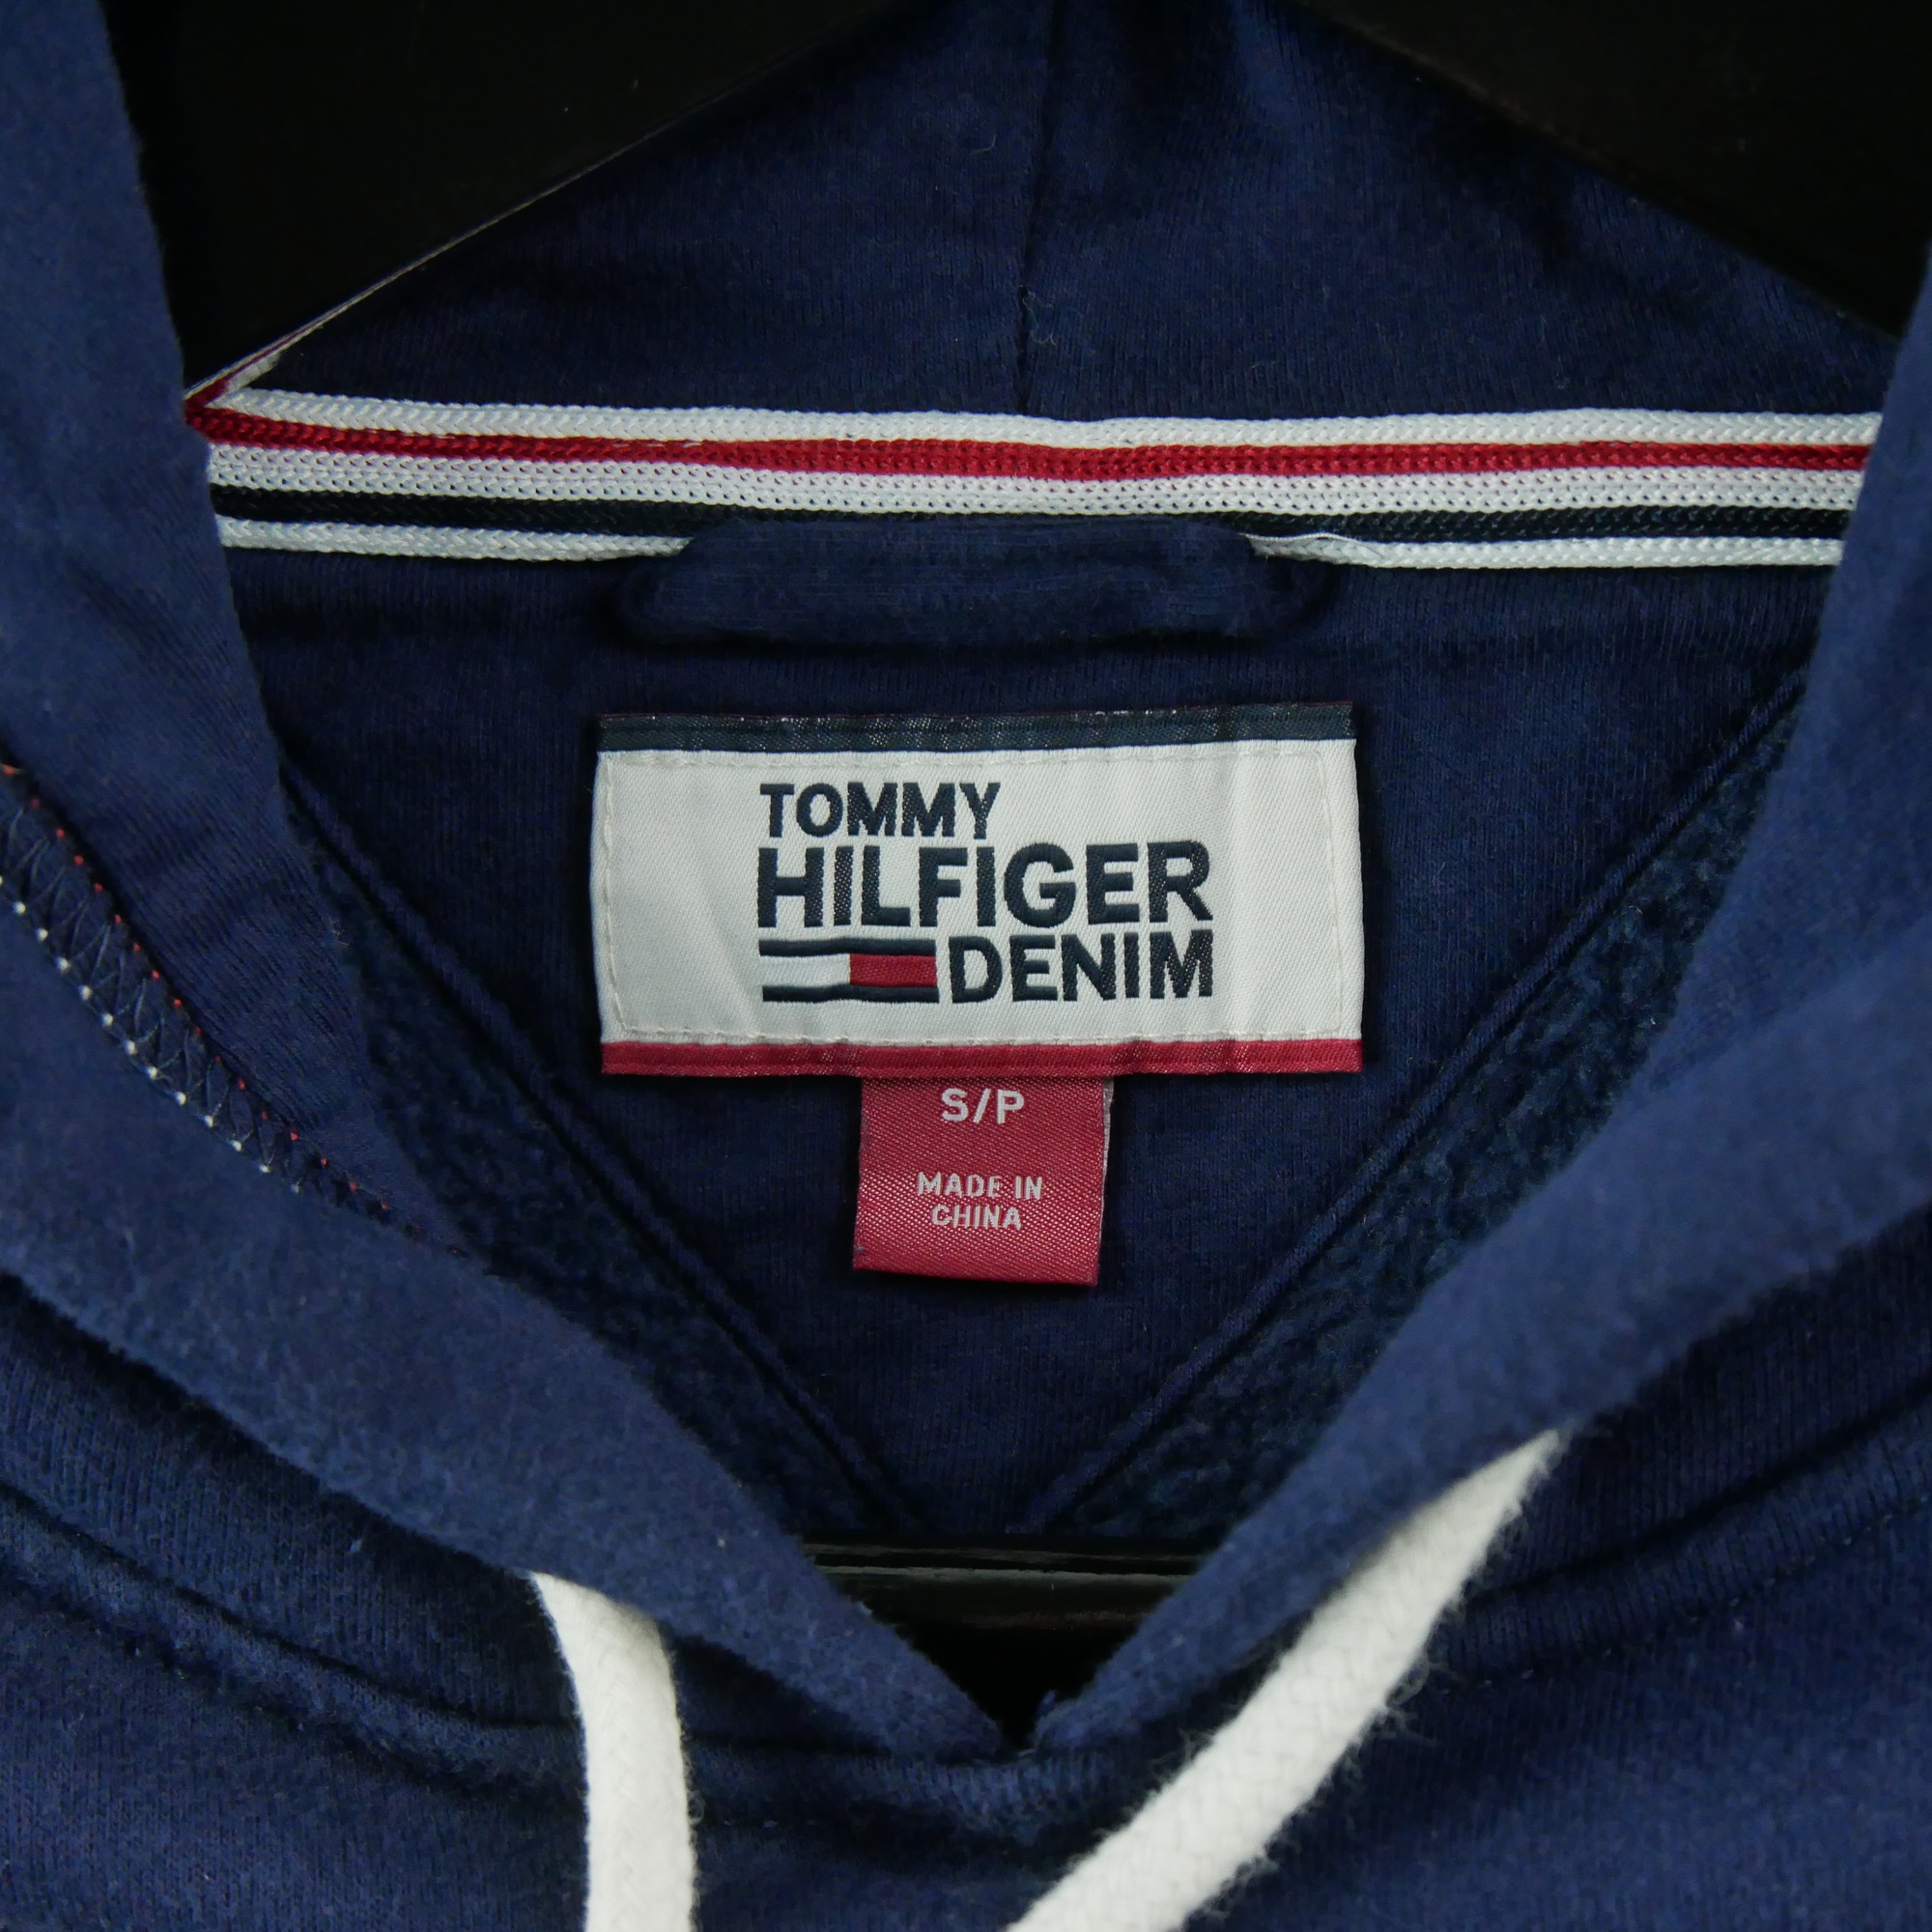 TOMMY
HILFIGER
DENIM
S/P
MADE IN
CHINA